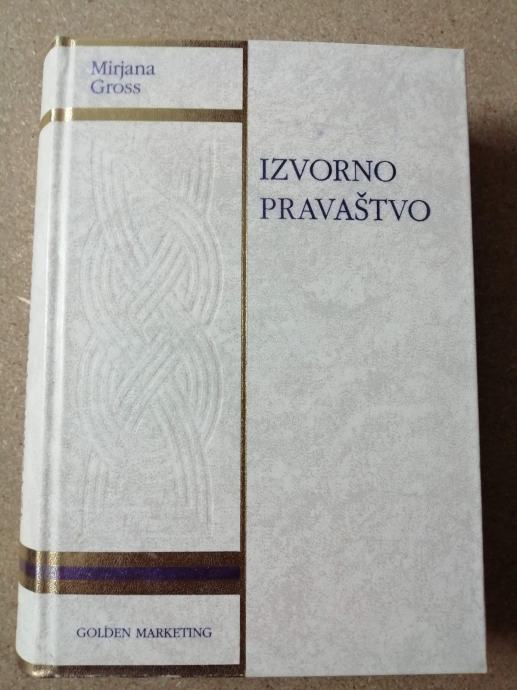 Mirjana
Gross
IZVORNO
PRAVAŠTVO
GOLDEN MARKETING